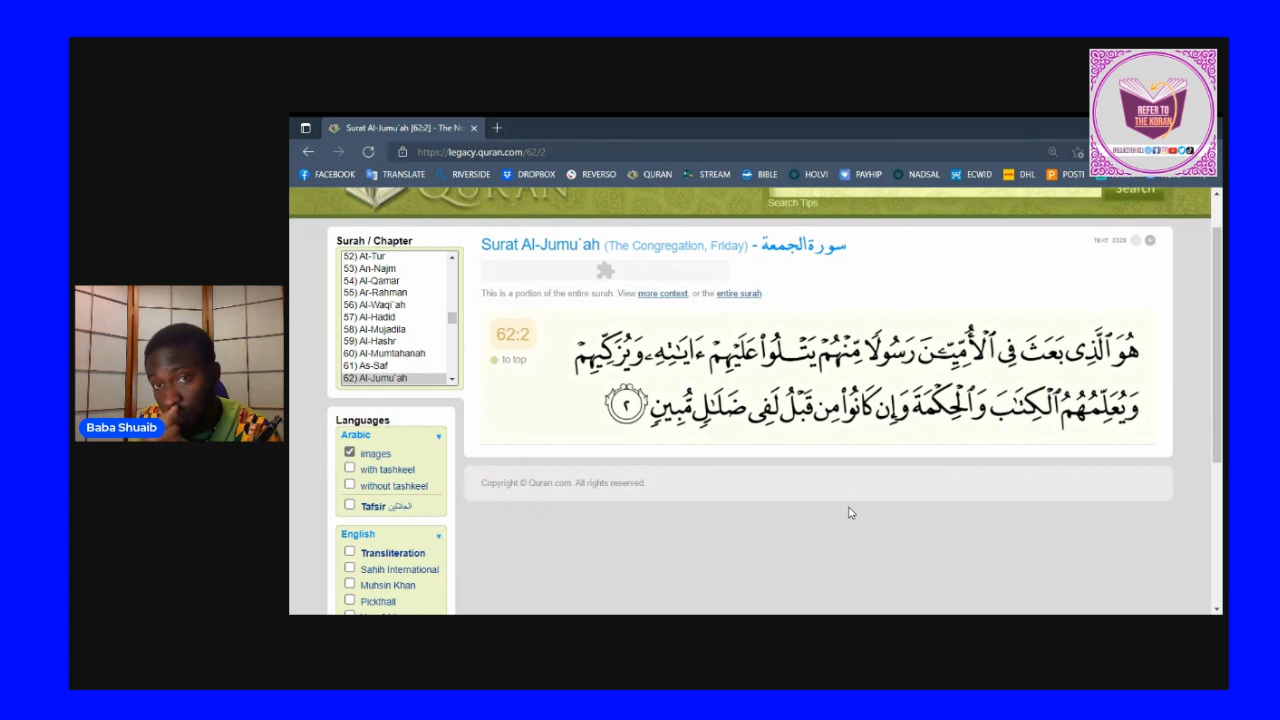 REFER TO
THE KORAN
Surat Al-Jumu`ah [62:2] - The No
https://legacy.quran.com/62/2
FACEBOOK TRANSLATE RIVERSIDE DROPBOX REVERSO QURAN STREAM BIBLE HOLVI PAYHIP NADSAL ECWID DHL POSTI
QURAN
Search
Search Tips
Surah / Chapter
52) At-Tur
53) An-Najm
54) Al-Qamar
55) Ar-Rahman
56) Al-Waqi`ah
57) Al-Hadid
58) Al-Mujadila
59) Al-Hashr
60) Al-Mumtahanah
61) As-Saf
62) Al-Jumu`ah
Surat Al-Jumu`ah (The Congregation, Friday) - سورة الجمعة
TEXT SIZE
This is a portion of the entire surah. View more context, or the entire surah.
62:2
to top
هُوَ ٱلَّذِى بَعَثَ فِى ٱلْأُمِّيِّـۧنَ رَسُولًا مِّنْهُمْ يَتْلُوا۟ عَلَيْهِمْ ءَايَـٰتِهِۦ وَيُزَكِّيهِمْ
وَيُعَلِّمُهُمُ ٱلْكِتَـٰبَ وَٱلْحِكْمَةَ وَإِن كَانُوا۟ مِن قَبْلُ لَفِى ضَلَـٰلٍ مُّبِينٍ ٢
Copyright © Quran.com. All rights reserved.
Languages
Arabic
images
with tashkeel
without tashkeel
Tafsir الجلالين
English
Transliteration
Sahih International
Muhsin Khan
Pickthall
Baba Shuaib